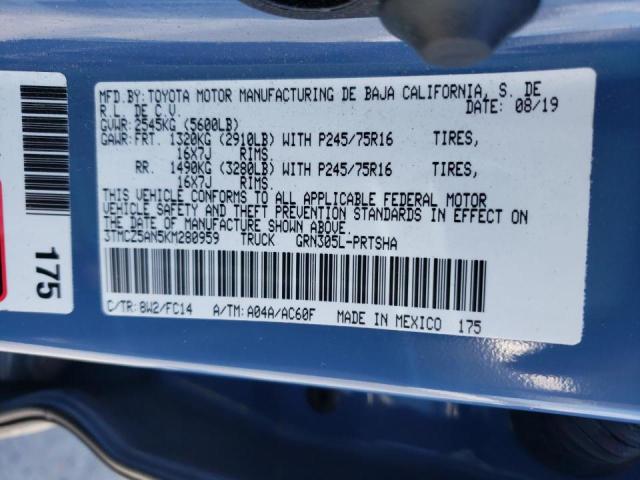 MFD.BY: TOYOTA MOTOR MANUFACTURING DE BAJA CALIFORNIA, S. DE
R.L. DE C.V. DATE: 08/19
GVWR: 2545KG (5600LB)
GAWR: FRT. 1320KG (2910LB) WITH P245/75R16 TIRES,
16X7J RIMS.
RR. 1490KG (3280LB) WITH P245/75R16 TIRES,
16X7J RIMS.
THIS VEHICLE CONFORMS TO ALL APPLICABLE FEDERAL MOTOR
VEHICLE SAFETY AND THEFT PREVENTION STANDARDS IN EFFECT ON
THE DATE OF MANUFACTURE SHOWN ABOVE.
3TMCZ5AN5KM280959 TRUCK GRN305L-PRTSHA
C/TR: 8W2/FC14 A/TM: A04A/AC60F MADE IN MEXICO 175
175